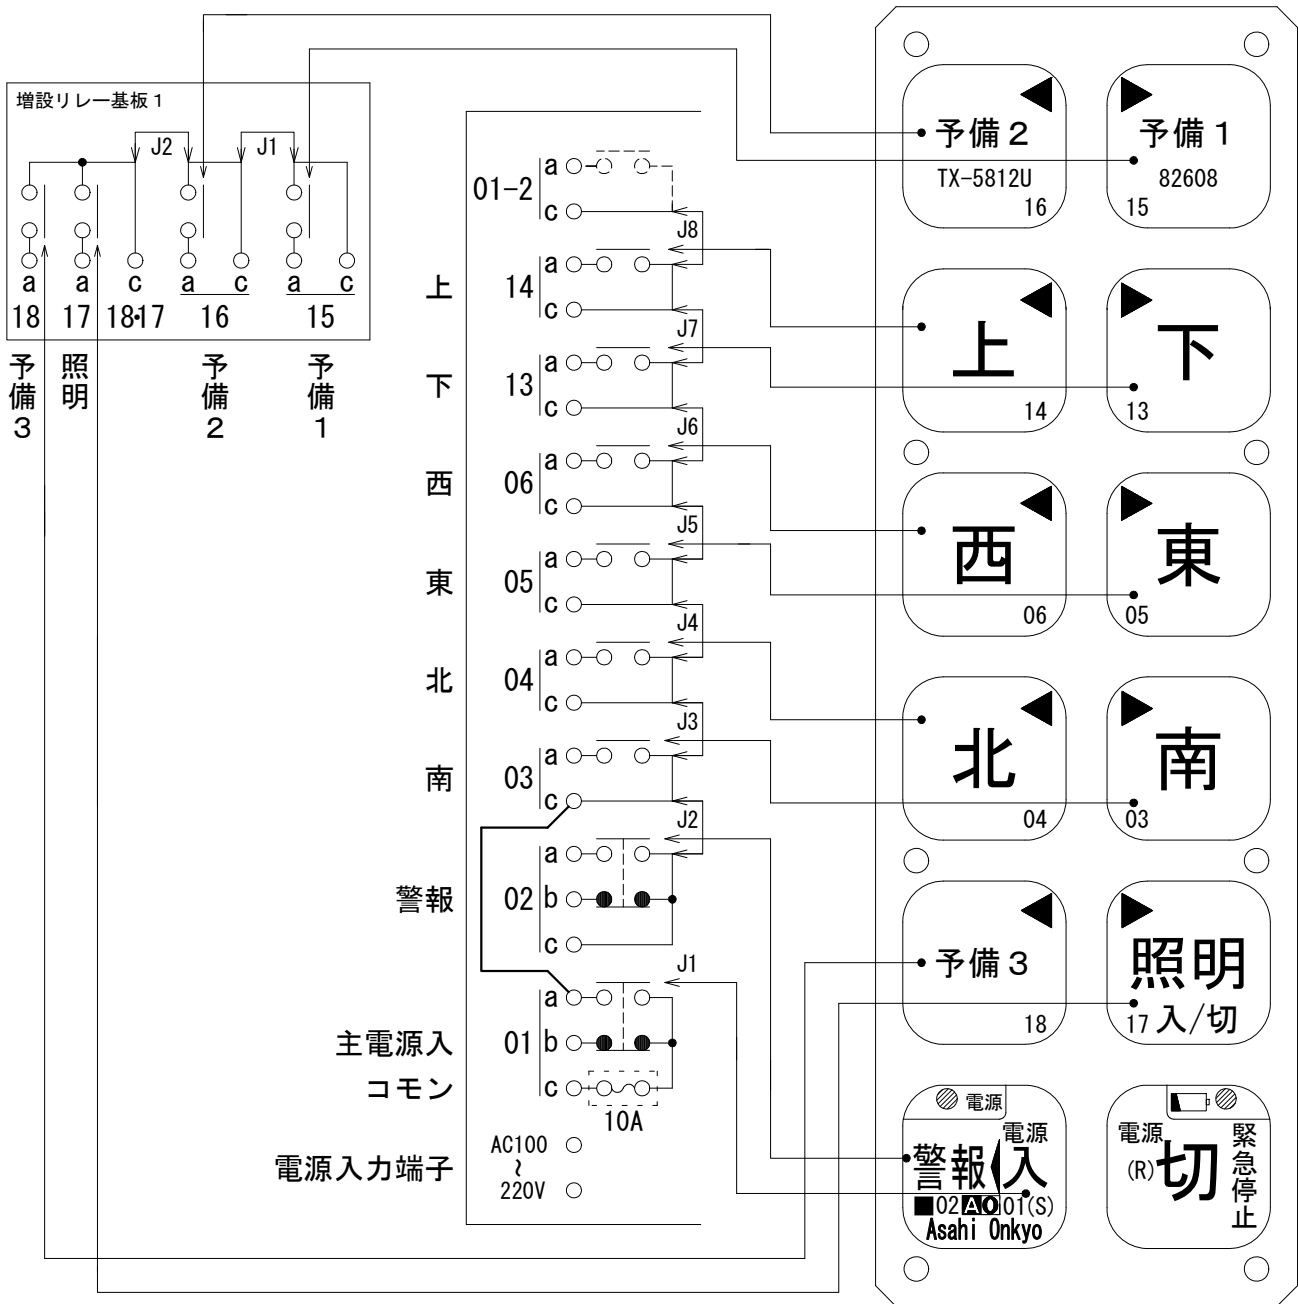 増設リレー基板1
J2 J1
a a c a c a c
18 17 18・17 16 15
予備3
照明
予備2
予備1
01-2 a
c
J8
上 14 a
c
J7
下 13 a
c
J6
西 06 a
c
J5
東 05 a
c
J4
北 04 a
c
J3
南 03 a
c
J2
警報 02 a
b
c
J1
主電源入 01 a
b
コモン c
10A
電源入力端子 AC100
~
220V
予備2
TX-5812U
16
予備1
82608
15
上
14
下
13
西
06
東
05
北
04
南
03
予備3
18
照明
17 入/切
電源
電源
警報 入
■02 AO 01(S)
Asahi Onkyo
電源
(R) 切
緊急停止